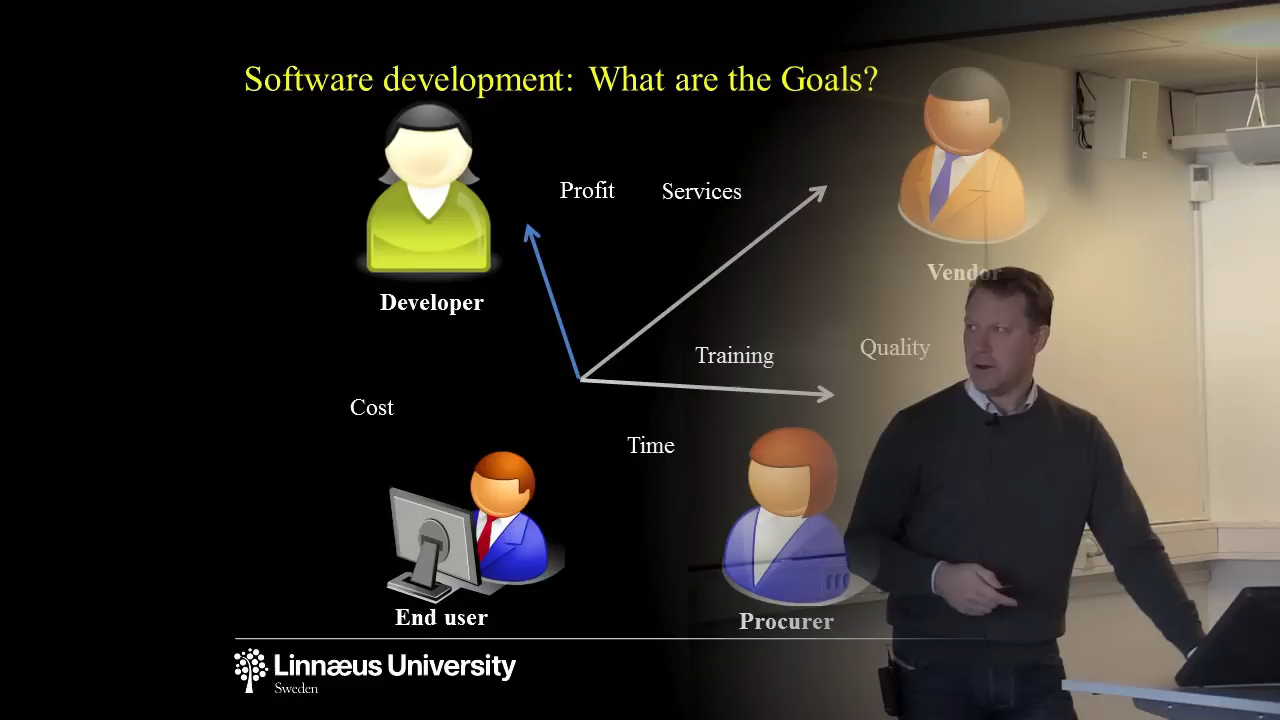 Software development: What are the Goals?
Profit
Services
Vendor
Developer
Training
Quality
Cost
Time
End user
Procurer
Linnæus University
Sweden